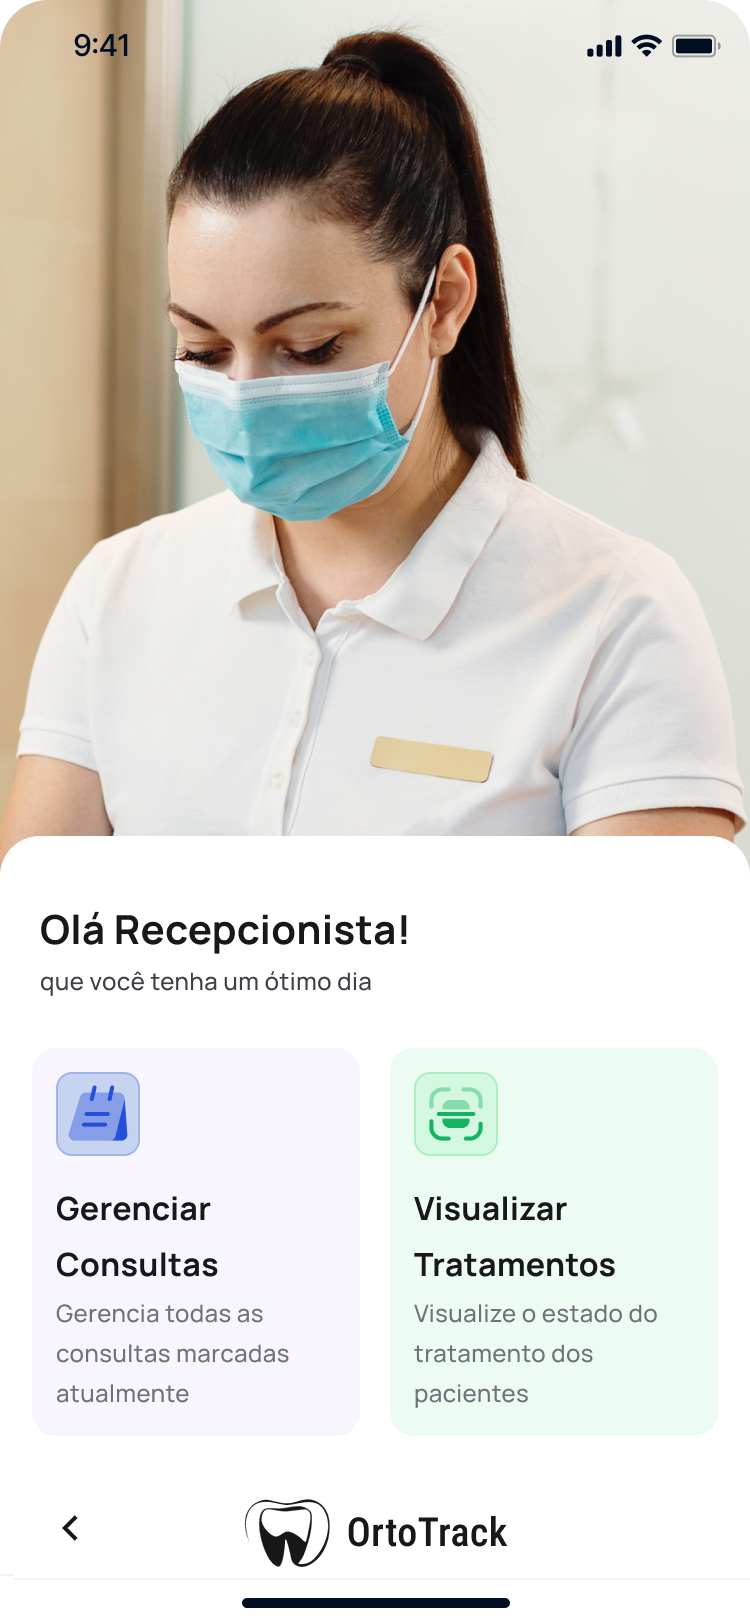 9:41
Olá Recepcionista!
que você tenha um ótimo dia
Gerenciar
Consultas
Gerencia todas as
consultas marcadas
atualmente
Visualizar
Tratamentos
Visualize o estado do
tratamento dos
pacientes
OrtoTrack